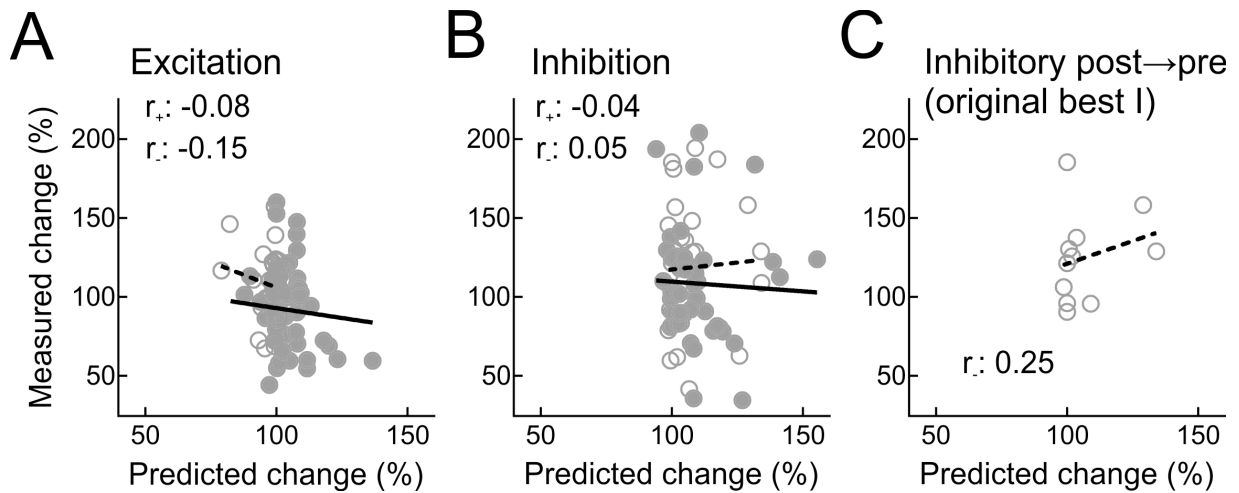 A
Excitation
r₊: -0.08
r₋: -0.15
Measured change (%)
200
150
100
50
50 100 150
Predicted change (%)
B
Inhibition
r₊: -0.04
r₋: 0.05
200
150
100
50
50 100 150
Predicted change (%)
C
Inhibitory post→pre
(original best I)
200
150
100
50
r₋: 0.25
50 100 150
Predicted change (%)